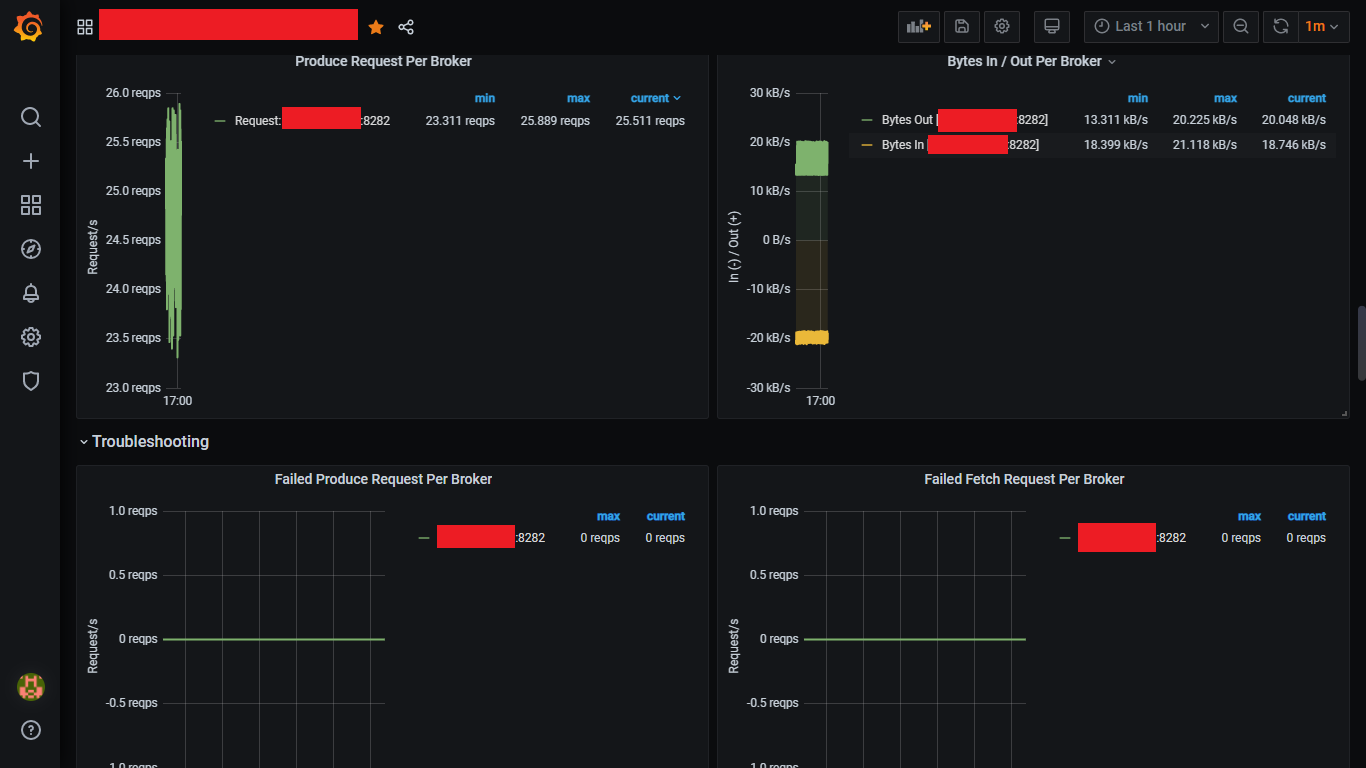 Last 1 hour
1m
Produce Request Per Broker
26.0 reqps
25.5 reqps
25.0 reqps
24.5 reqps
24.0 reqps
23.5 reqps
23.0 reqps
Request/s
17:00
min max current
Request: :8282 23.311 reqps 25.889 reqps 25.511 reqps
Bytes In / Out Per Broker
30 kB/s
20 kB/s
10 kB/s
0 B/s
-10 kB/s
-20 kB/s
-30 kB/s
In (-) / Out (+)
17:00
min max current
Bytes Out [ :8282] 13.311 kB/s 20.225 kB/s 20.048 kB/s
Bytes In [ :8282] 18.399 kB/s 21.118 kB/s 18.746 kB/s
Troubleshooting
Failed Produce Request Per Broker
1.0 reqps
0.5 reqps
0 reqps
-0.5 reqps
-1.0 reqps
Request/s
max current
:8282 0 reqps 0 reqps
Failed Fetch Request Per Broker
1.0 reqps
0.5 reqps
0 reqps
-0.5 reqps
-1.0 reqps
Request/s
max current
:8282 0 reqps 0 reqps